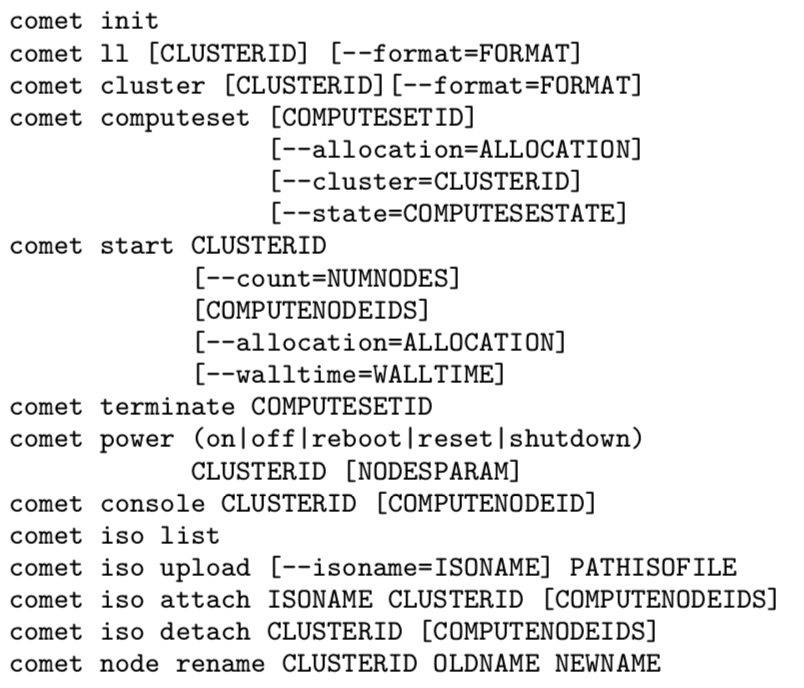 comet init
comet ll [CLUSTERID] [--format=FORMAT]
comet cluster [CLUSTERID][--format=FORMAT]
comet computeset [COMPUTESETID]
[--allocation=ALLOCATION]
[--cluster=CLUSTERID]
[--state=COMPUTESESTATE]
comet start CLUSTERID
[--count=NUMNODES]
[COMPUTENODEIDS]
[--allocation=ALLOCATION]
[--walltime=WALLTIME]
comet terminate COMPUTESETID
comet power (on|off|reboot|reset|shutdown)
CLUSTERID [NODESPARAM]
comet console CLUSTERID [COMPUTENODEID]
comet iso list
comet iso upload [--isoname=ISONAME] PATHISOFILE
comet iso attach ISONAME CLUSTERID [COMPUTENODEIDS]
comet iso detach CLUSTERID [COMPUTENODEIDS]
comet node rename CLUSTERID OLDNAME NEWNAME